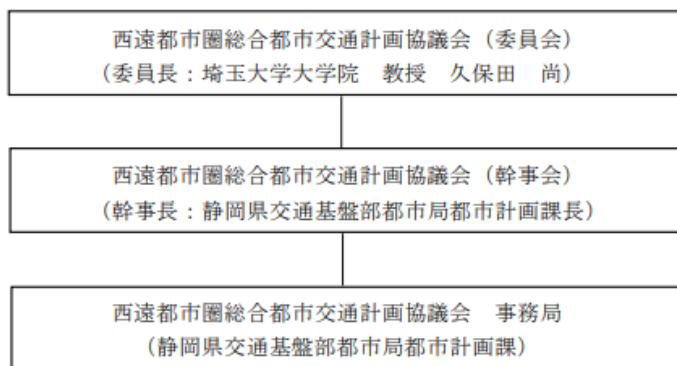 西遠都市圏総合都市交通計画協議会（委員会）
（委員長：埼玉大学大学院　教授　久保田　尚）
西遠都市圏総合都市交通計画協議会（幹事会）
（幹事長：静岡県交通基盤部都市局都市計画課長）
西遠都市圏総合都市交通計画協議会　事務局
（静岡県交通基盤部都市局都市計画課）